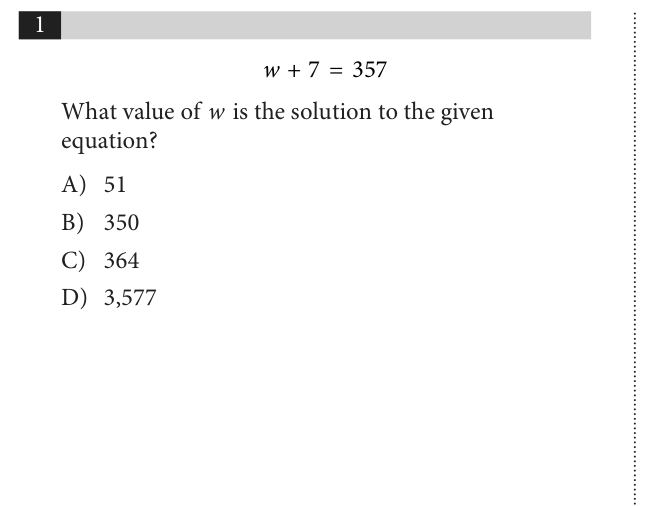 1
w + 7 = 357
What value of w is the solution to the given
equation?
A) 51
B) 350
C) 364
D) 3,577